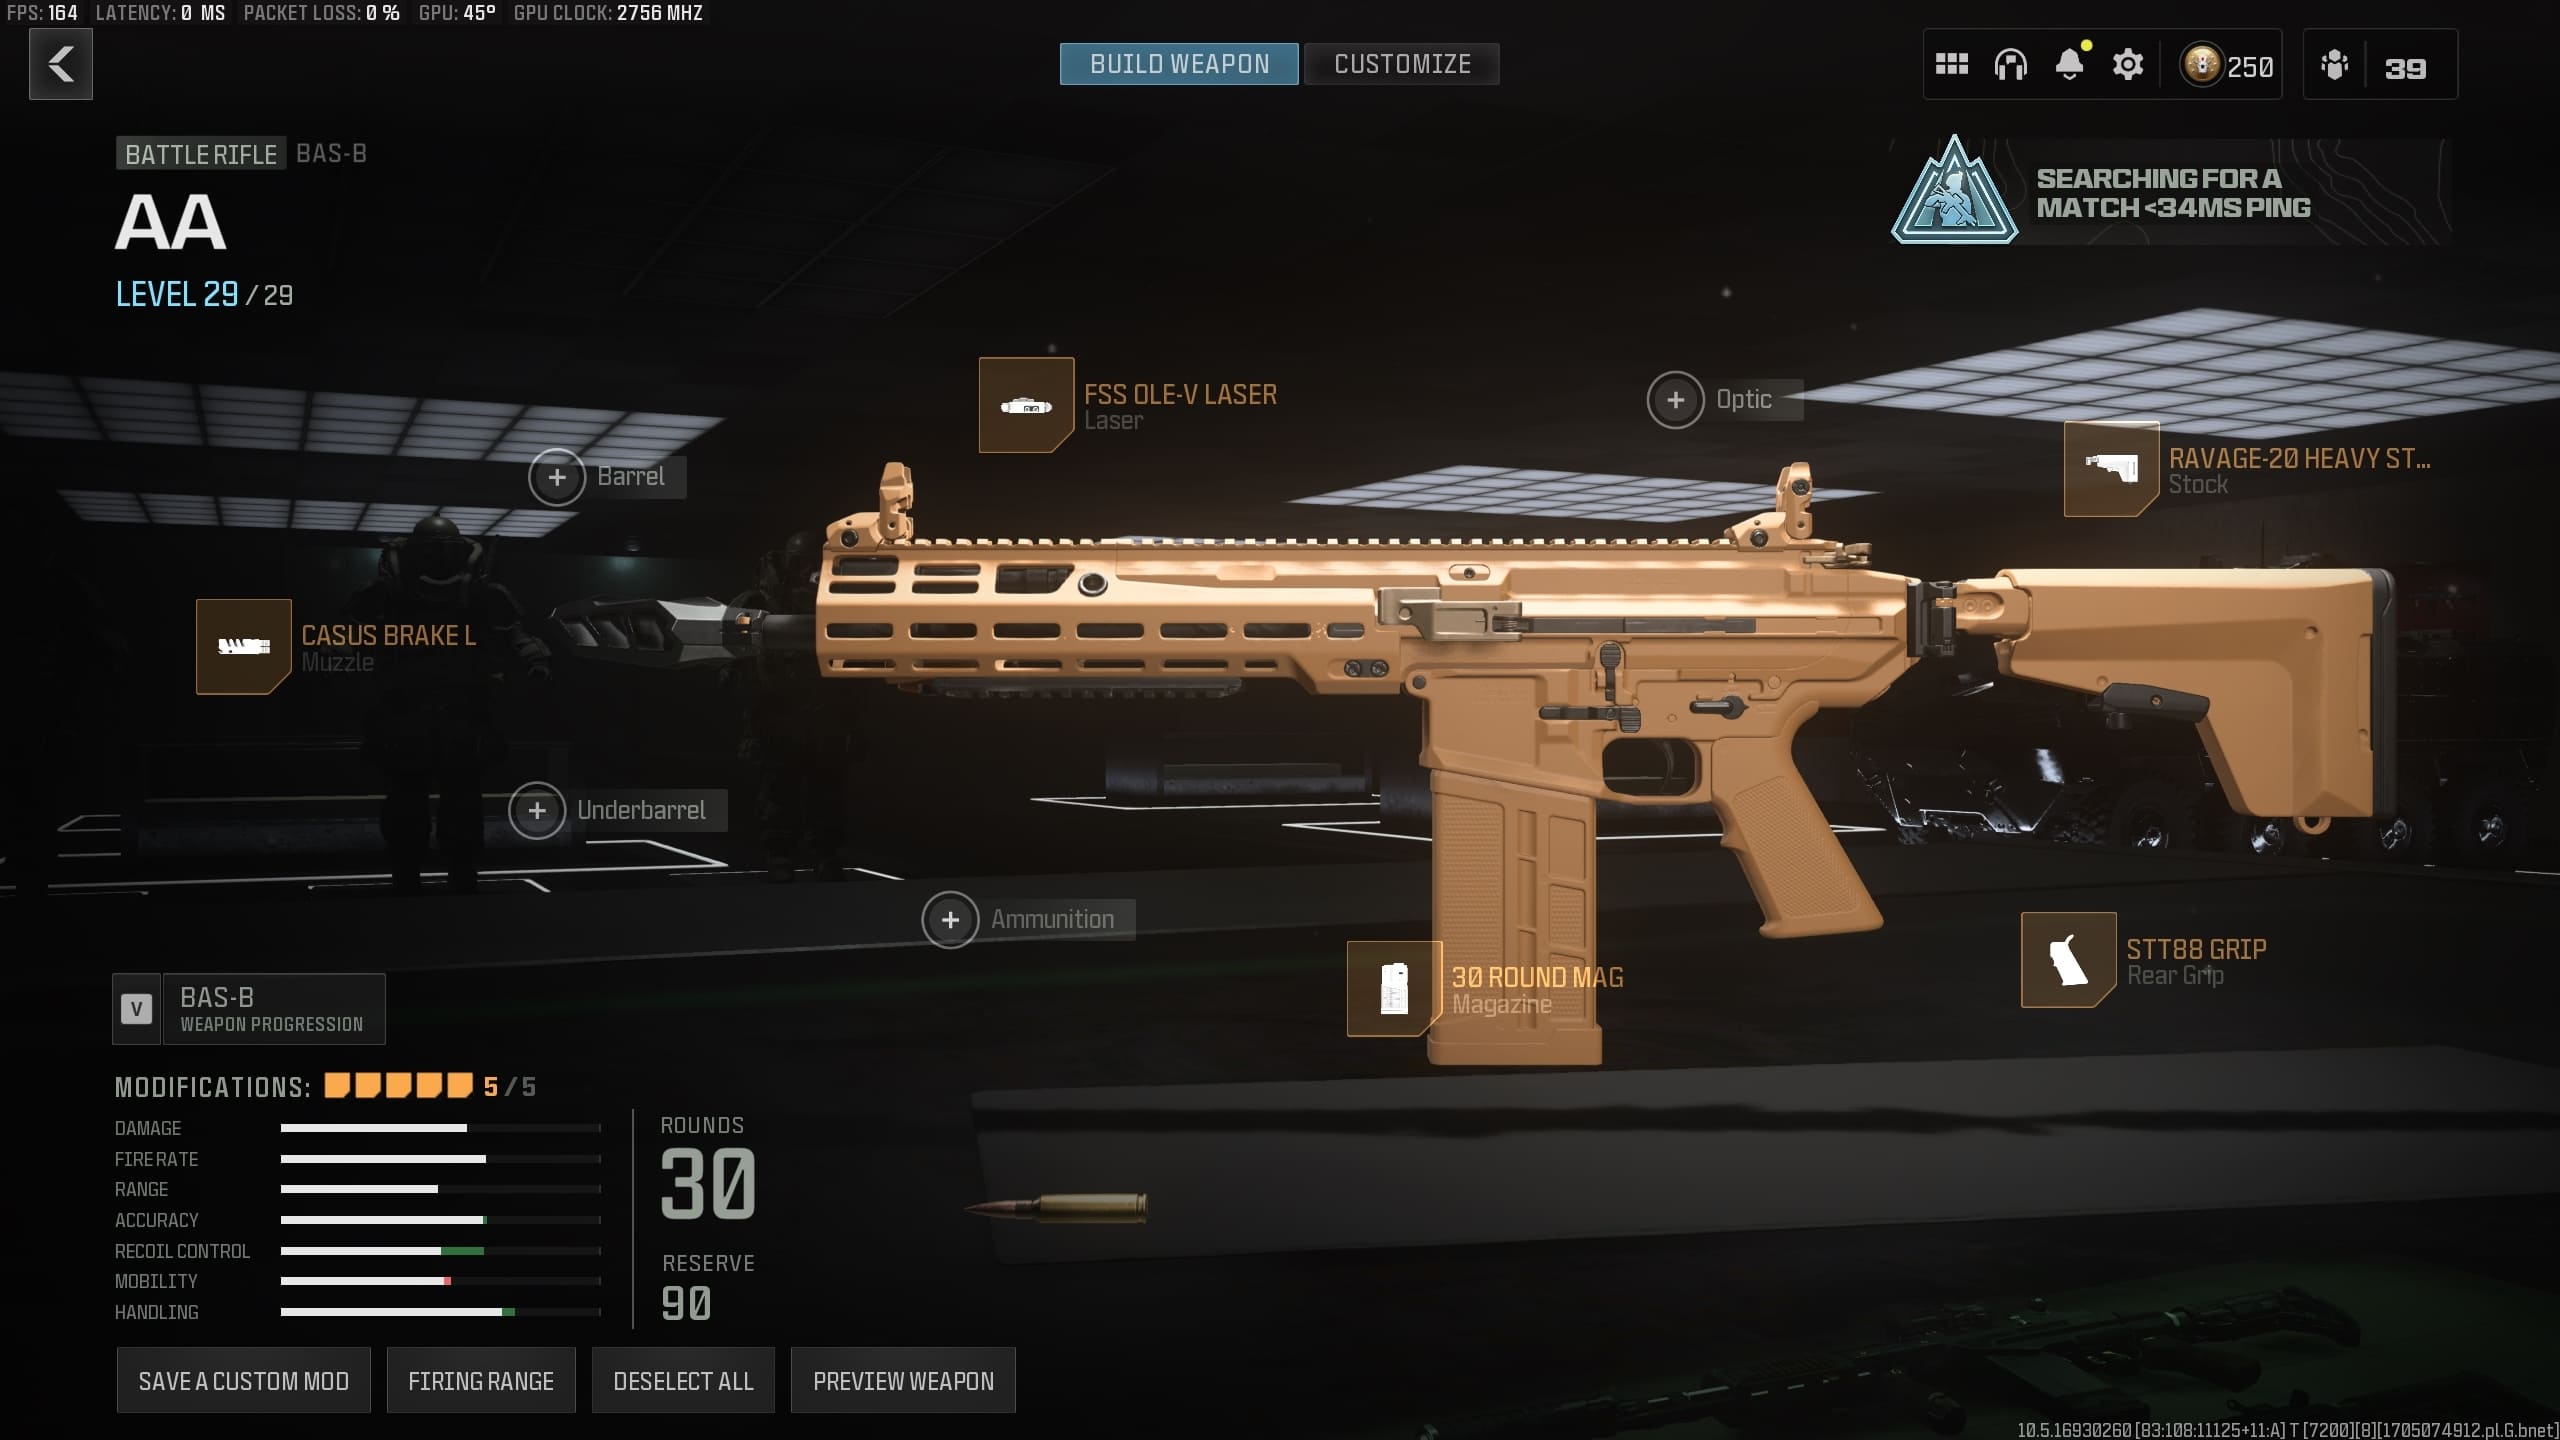 FPS: 164 LATENCY: 0 MS PACKET LOSS: 0 % GPU: 45° GPU CLOCK: 2756 MHZ
BUILD WEAPON CUSTOMIZE
250 39
BATTLE RIFLE BAS-B
AA
LEVEL 29 / 29
SEARCHING FOR A
MATCH <34MS PING
FSS OLE-V LASER
Laser
Optic
Barrel
RAVAGE-20 HEAVY ST...
Stock
CASUS BRAKE L
Muzzle
Underbarrel
Ammunition
30 ROUND MAG
Magazine
STT88 GRIP
Rear Grip
V BAS-B
WEAPON PROGRESSION
MODIFICATIONS: 5 / 5
DAMAGE
FIRE RATE
RANGE
ACCURACY
RECOIL CONTROL
MOBILITY
HANDLING
ROUNDS
30
RESERVE
90
SAVE A CUSTOM MOD FIRING RANGE DESELECT ALL PREVIEW WEAPON
10.5.16930260 [83:108:11125+11:A] T [7200][8][1705074912.pl.G.bnet]